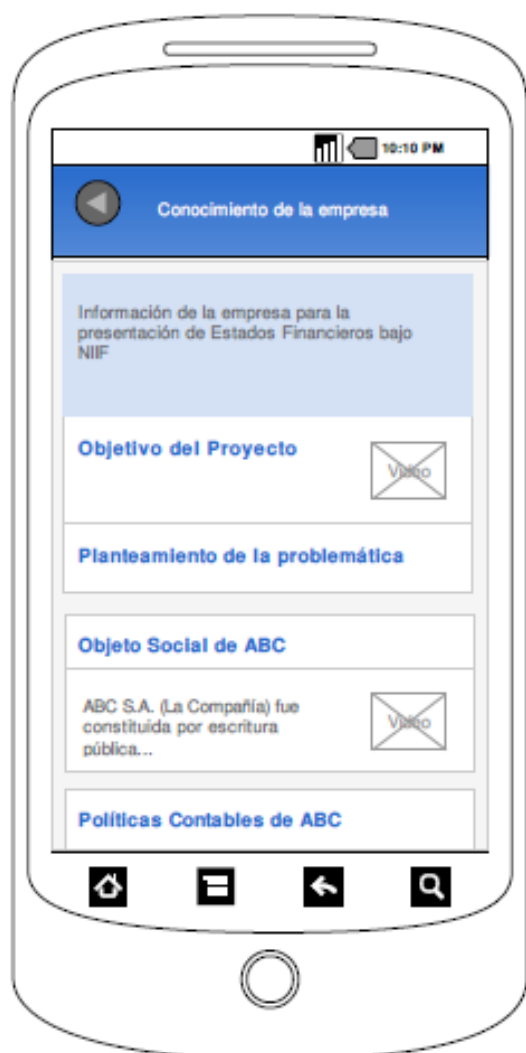 10:10 PM
Conocimiento de la empresa
Información de la empresa para la
presentación de Estados Financieros bajo
NIIF
Objetivo del Proyecto
Video
Planteamiento de la problemática
Objeto Social de ABC
ABC S.A. (La Compañía) fue
constituida por escritura
pública...
Video
Políticas Contables de ABC